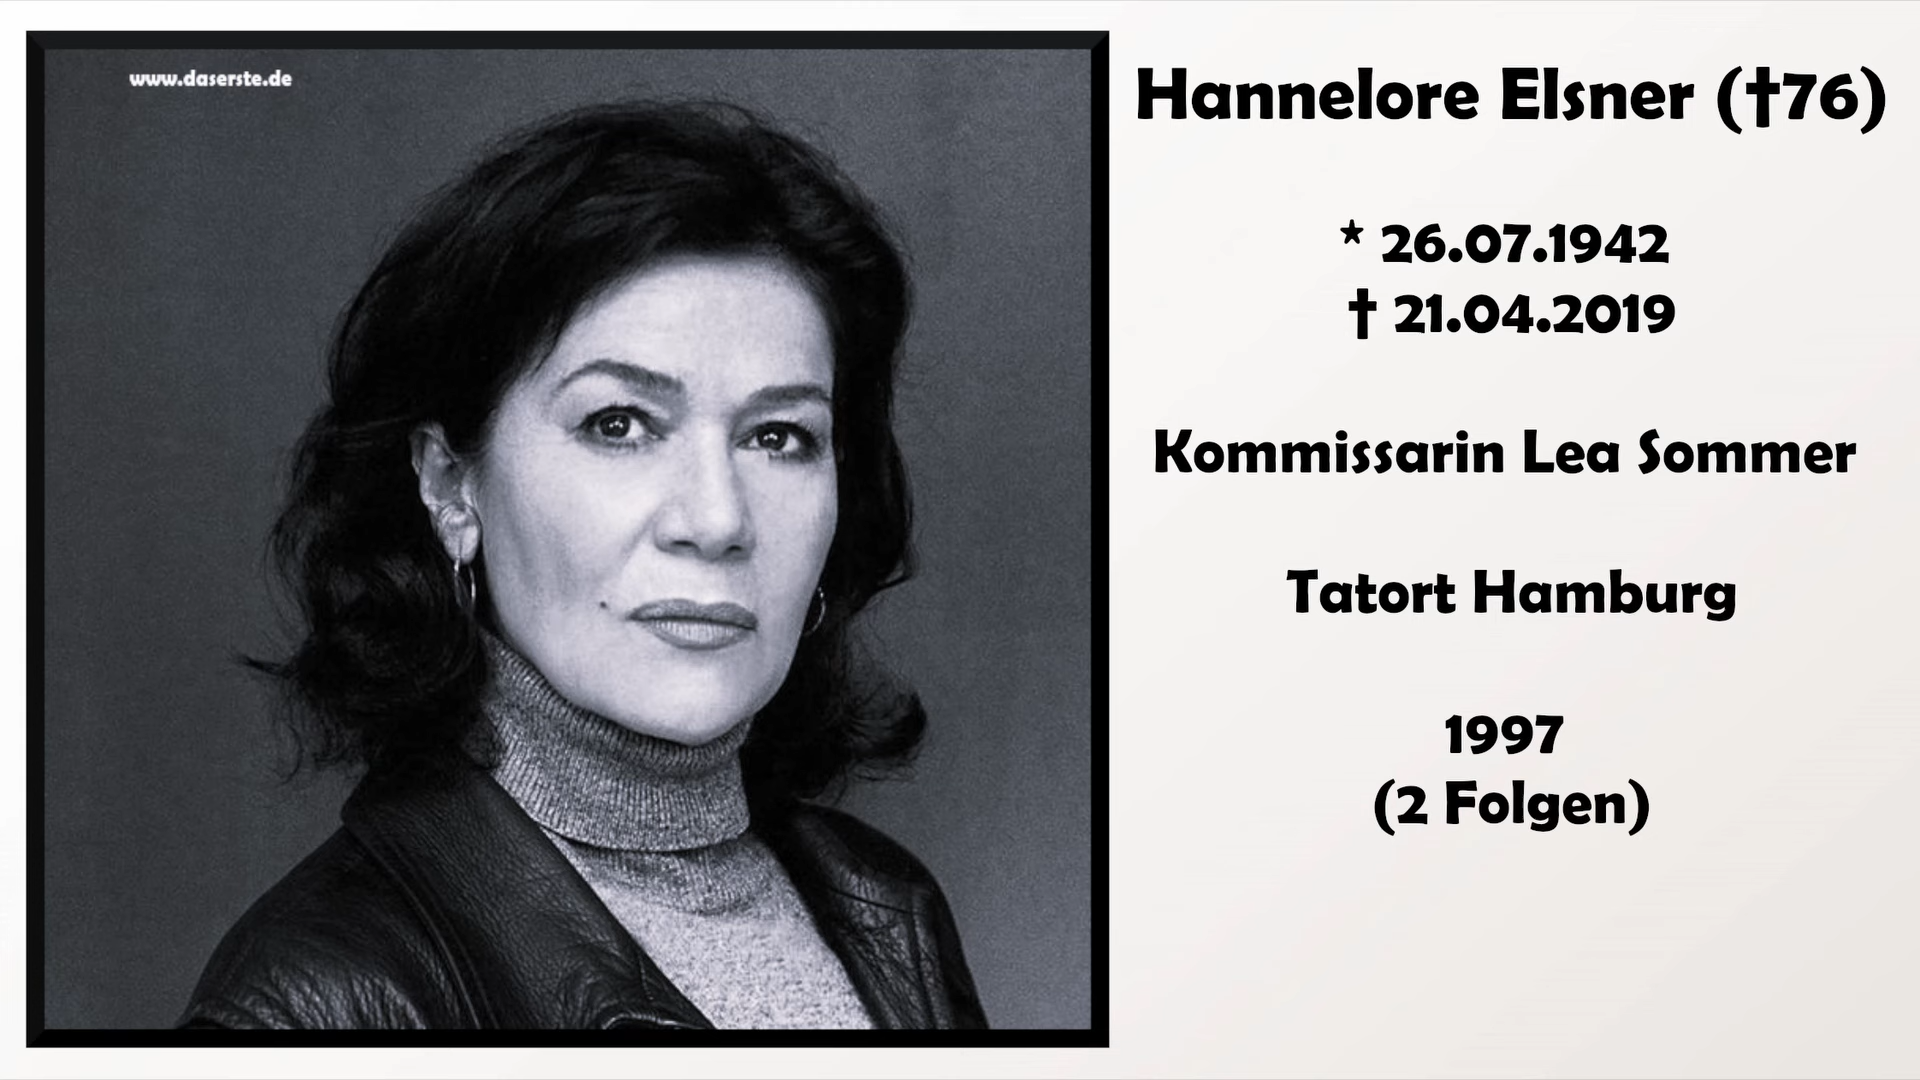 www.daserste.de
Hannelore Elsner (†76)
* 26.07.1942
† 21.04.2019
Kommissarin Lea Sommer
Tatort Hamburg
1997
(2 Folgen)